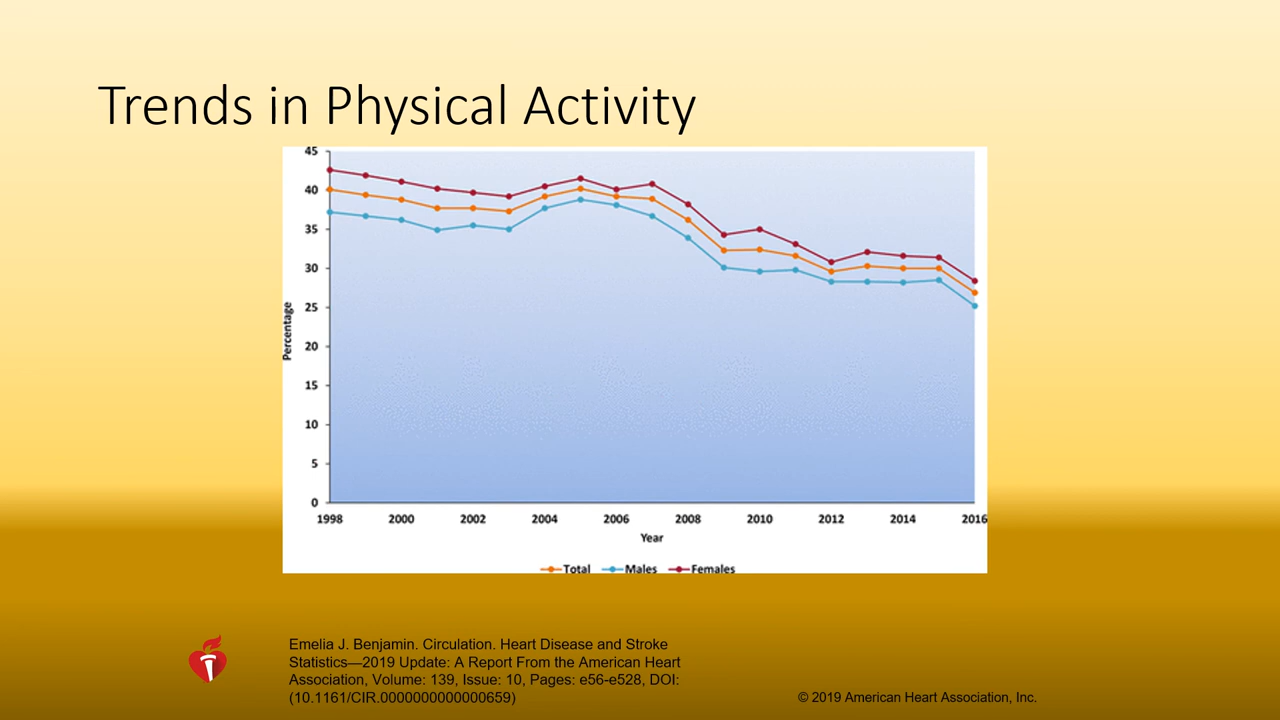 Trends in Physical Activity
45
40
35
30
25
20
15
10
5
0
Percentage
1998 2000 2002 2004 2006 2008 2010 2012 2014 2016
Year
Total Males Females
Emelia J. Benjamin. Circulation. Heart Disease and Stroke
Statistics—2019 Update: A Report From the American Heart
Association, Volume: 139, Issue: 10, Pages: e56-e528, DOI:
(10.1161/CIR.0000000000000659)
© 2019 American Heart Association, Inc.